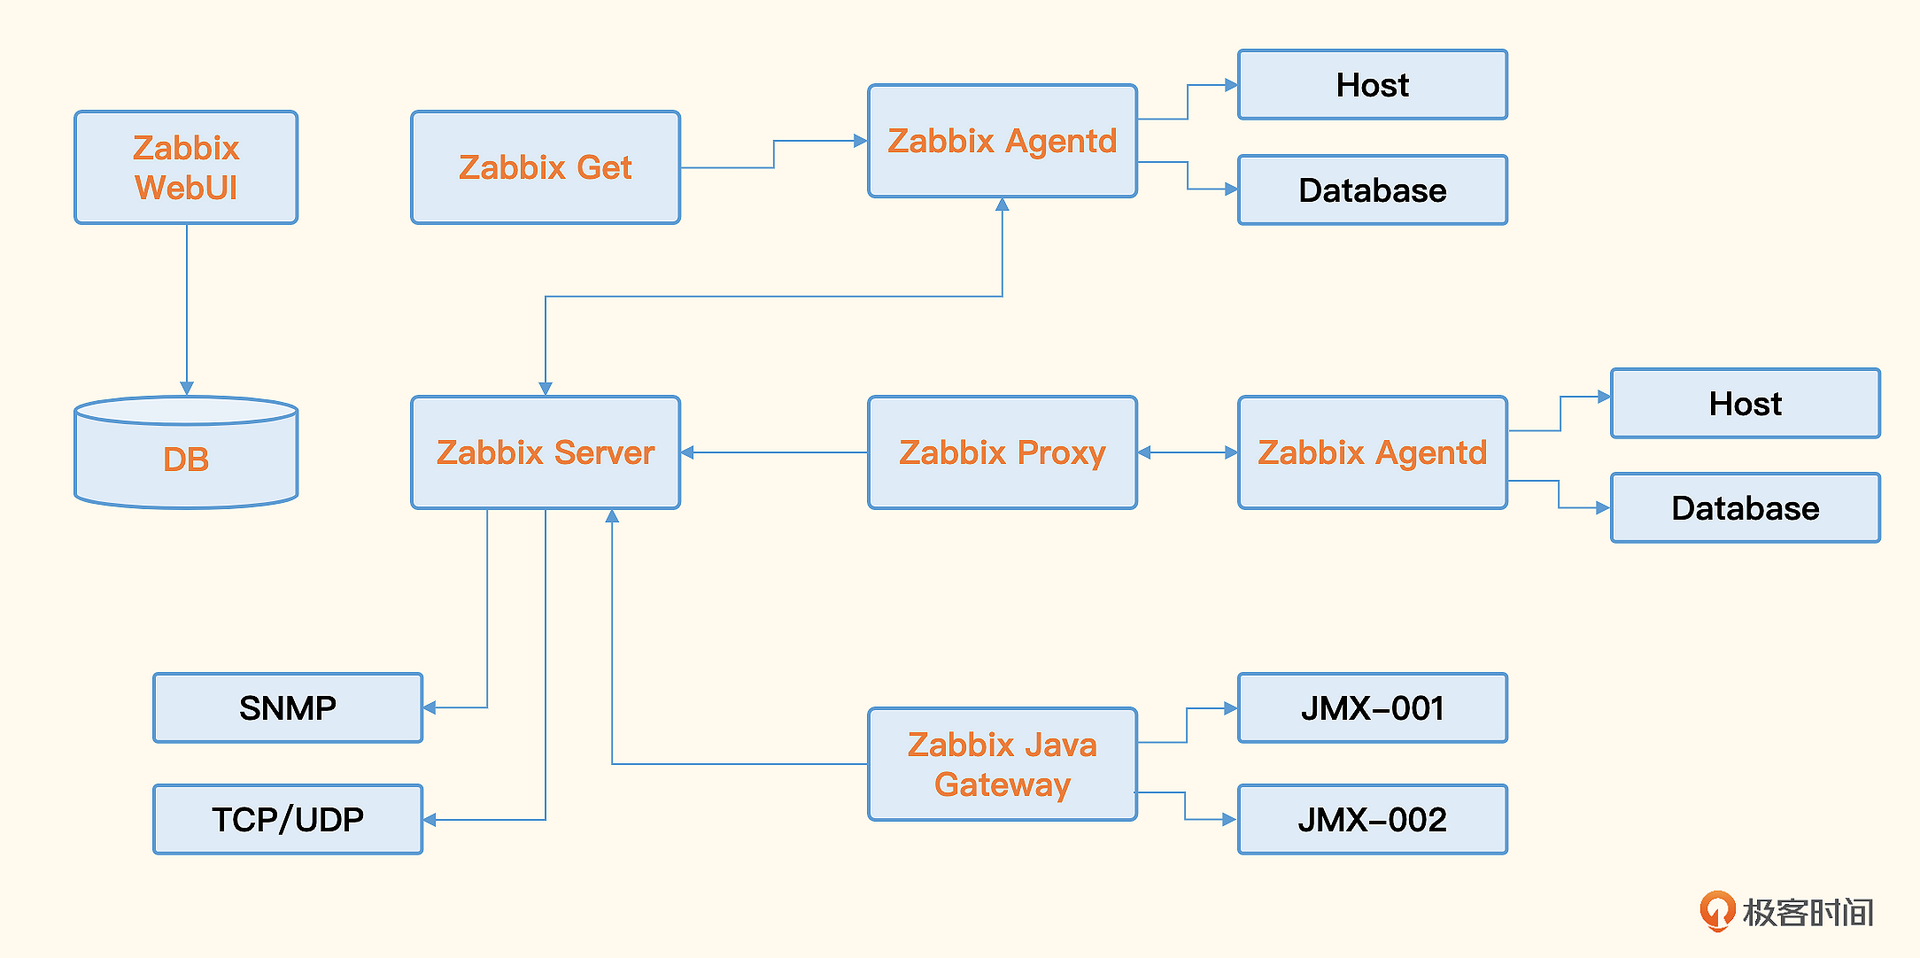 Zabbix
WebUI
Zabbix Get
Zabbix Agentd
Host
Database
DB
Zabbix Server
Zabbix Proxy
Zabbix Agentd
Host
Database
SNMP
TCP/UDP
Zabbix Java
Gateway
JMX–001
JMX–002
极客时间